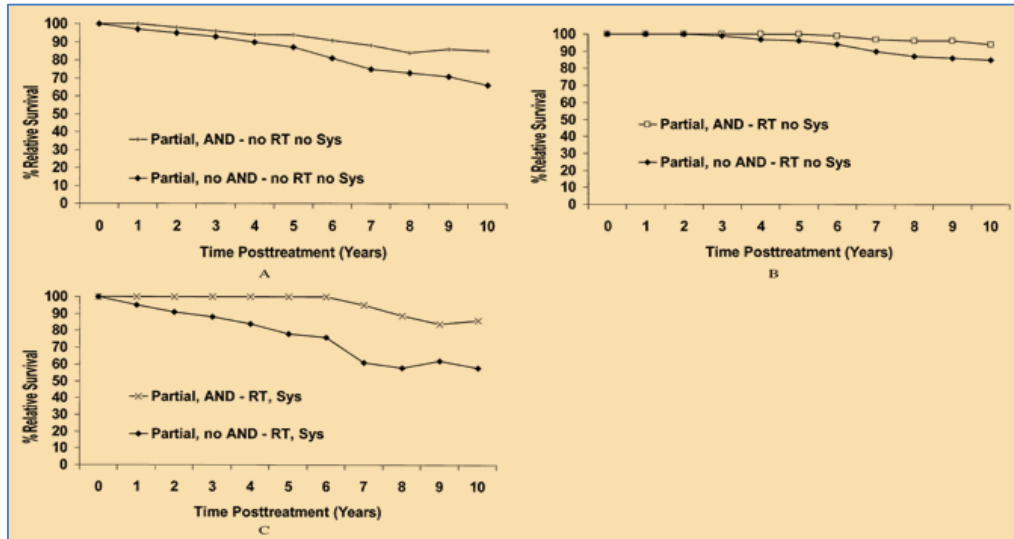 % Relative Survival
100
90
80
70
60
50
40
30
20
10
0
Partial, AND - no RT no Sys
Partial, no AND - no RT no Sys
0 1 2 3 4 5 6 7 8 9 10
Time Posttreatment (Years)
A
% Relative Survival
100
90
80
70
60
50
40
30
20
10
0
Partial, AND - RT no Sys
Partial, no AND - RT no Sys
0 1 2 3 4 5 6 7 8 9 10
Time Posttreatment (Years)
B
% Relative Survival
100
90
80
70
60
50
40
30
20
10
0
Partial, AND - RT, Sys
Partial, no AND - RT, Sys
0 1 2 3 4 5 6 7 8 9 10
Time Posttreatment (Years)
C